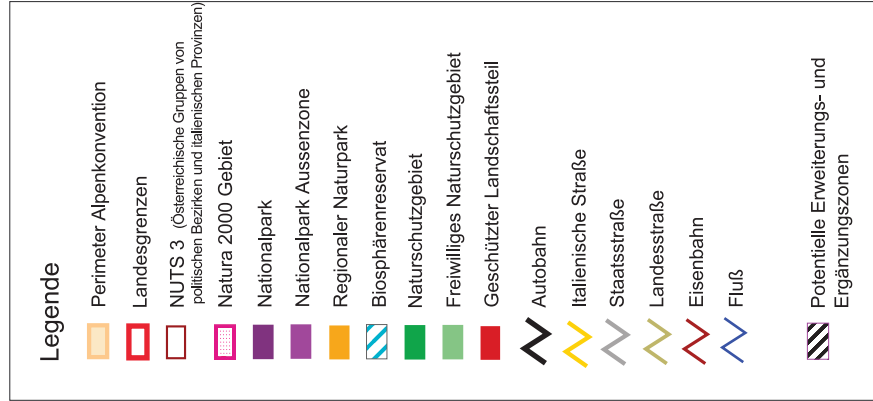 Legende
Perimeter Alpenkonvention
Landesgrenzen
NUTS 3 (Österreichische Gruppen von
politischen Bezirken und italienischen Provinzen)
Natura 2000 Gebiet
Nationalpark
Nationalpark Aussenzone
Regionaler Naturpark
Biosphärenreservat
Naturschutzgebiet
Freiwilliges Naturschutzgebiet
Geschützter Landschaftssteil
Autobahn
Italienische Straße
Staatsstraße
Landesstraße
Eisenbahn
Fluß
Potentielle Erweiterungs- und
Ergänzungszonen